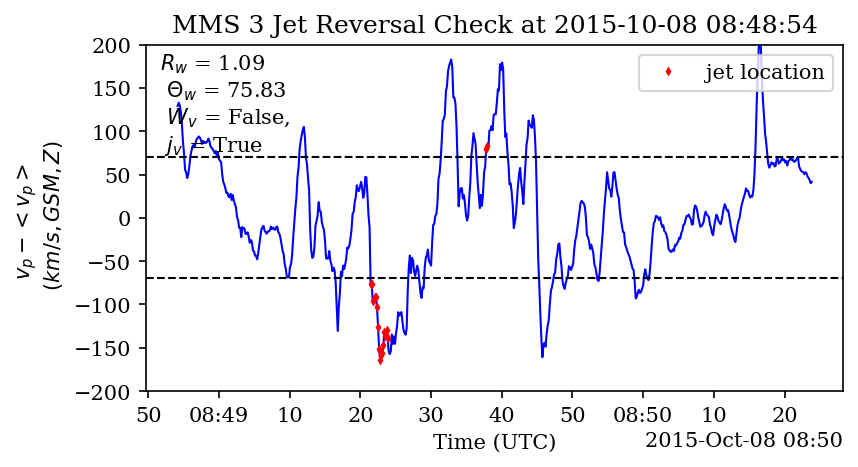 MMS 3 Jet Reversal Check at 2015-10-08 08:48:54
R_w = 1.09
Θ_w = 75.83
W_v = False,
j_v = True
jet location
200
150
100
50
0
−50
−100
−150
−200
v_p − < v_p >
(km/s, GSM, Z)
50 08:49 10 20 30 40 50 08:50 10 20
Time (UTC)
2015-Oct-08 08:50